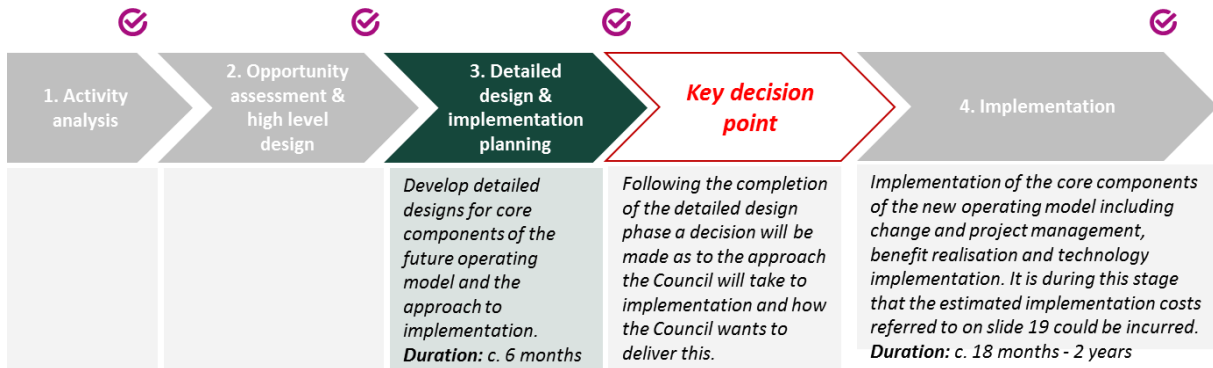 1. Activity
analysis
2. Opportunity
assessment &
high level
design
3. Detailed
design &
implementation
planning
Key decision
point
4. Implementation
Develop detailed
designs for core
components of the
future operating
model and the
approach to
implementation.
Duration: c. 6 months
Following the completion
of the detailed design
phase a decision will be
made as to the approach
the Council will take to
implementation and how
the Council wants to
deliver this.
Implementation of the core components
of the new operating model including
change and project management,
benefit realisation and technology
implementation. It is during this stage
that the estimated implementation costs
referred to on slide 19 could be incurred.
Duration: c. 18 months - 2 years